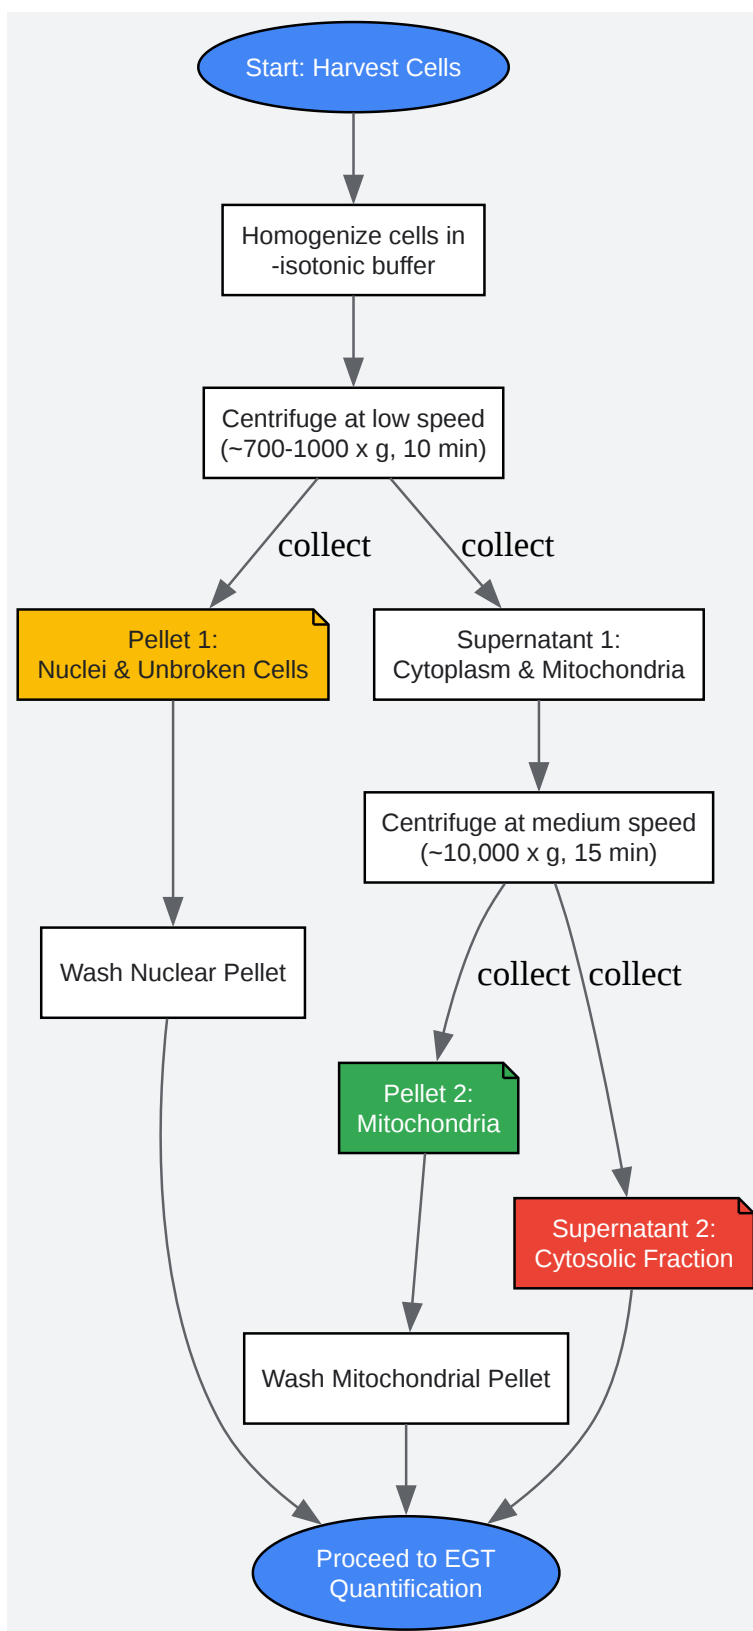 Start: Harvest Cells
Homogenize cells in
-isotonic buffer
Centrifuge at low speed
(~700-1000 x g, 10 min)
collect
collect
Pellet 1:
Nuclei & Unbroken Cells
Supernatant 1:
Cytoplasm & Mitochondria
Centrifuge at medium speed
(~10,000 x g, 15 min)
Wash Nuclear Pellet
collect
collect
Pellet 2:
Mitochondria
Supernatant 2:
Cytosolic Fraction
Wash Mitochondrial Pellet
Proceed to EGT
Quantification